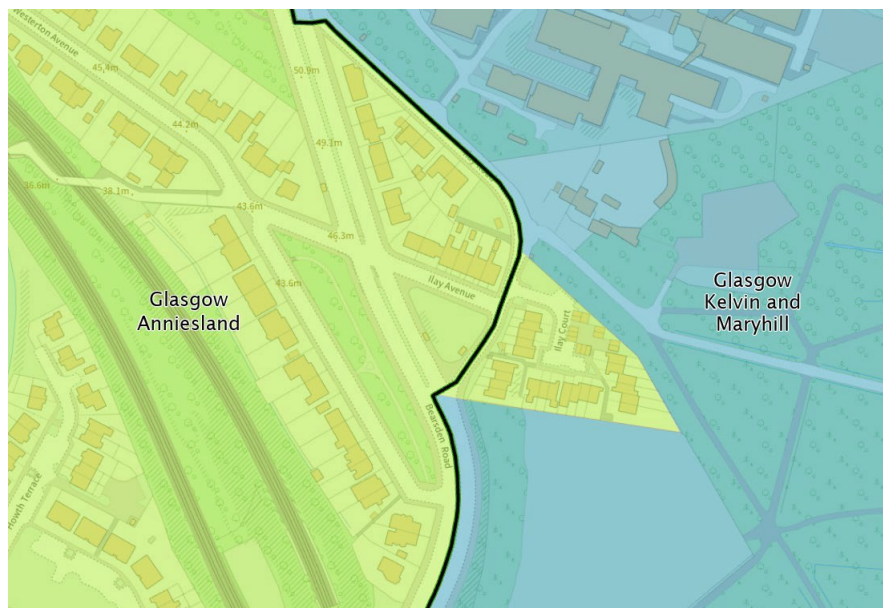 Westerton Avenue
45.4m
50.9m
44.2m
49.1m
36.6m
38.1m
43.6m
46.3m
43.6m
Ilay Avenue
Glasgow
Anniesland
Glasgow
Kelvin and
Maryhill
Ilay Court
Bearsden Road
Howth Terrace